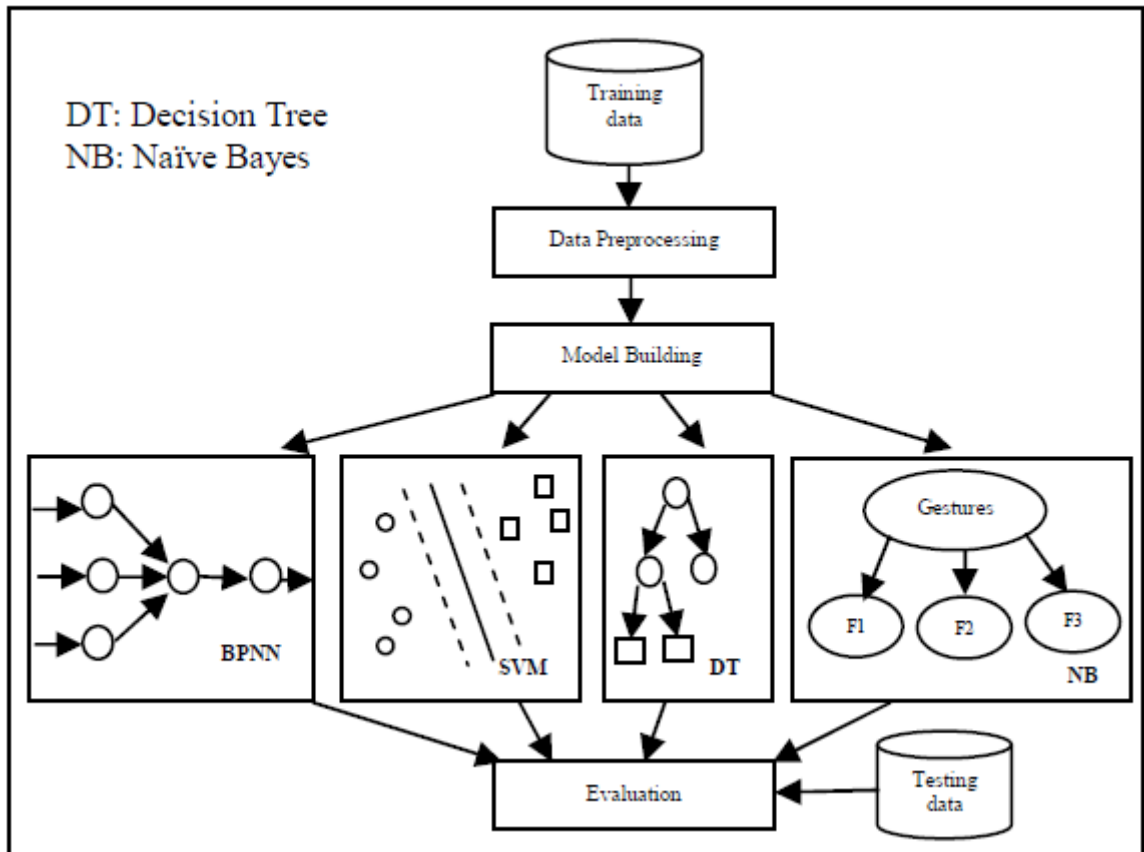 Training
data
DT: Decision Tree
NB: Naïve Bayes
Data Preprocessing
Model Building
BPNN
SVM
DT
Gestures
F1
F2
F3
NB
Evaluation
Testing
data